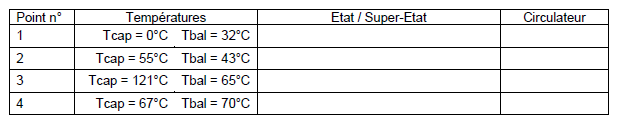 Point n° Températures Etat / Super-Etat Circulateur
1 Tcap = 0°C Tbal = 32°C
2 Tcap = 55°C Tbal = 43°C
3 Tcap = 121°C Tbal = 65°C
4 Tcap = 67°C Tbal = 70°C